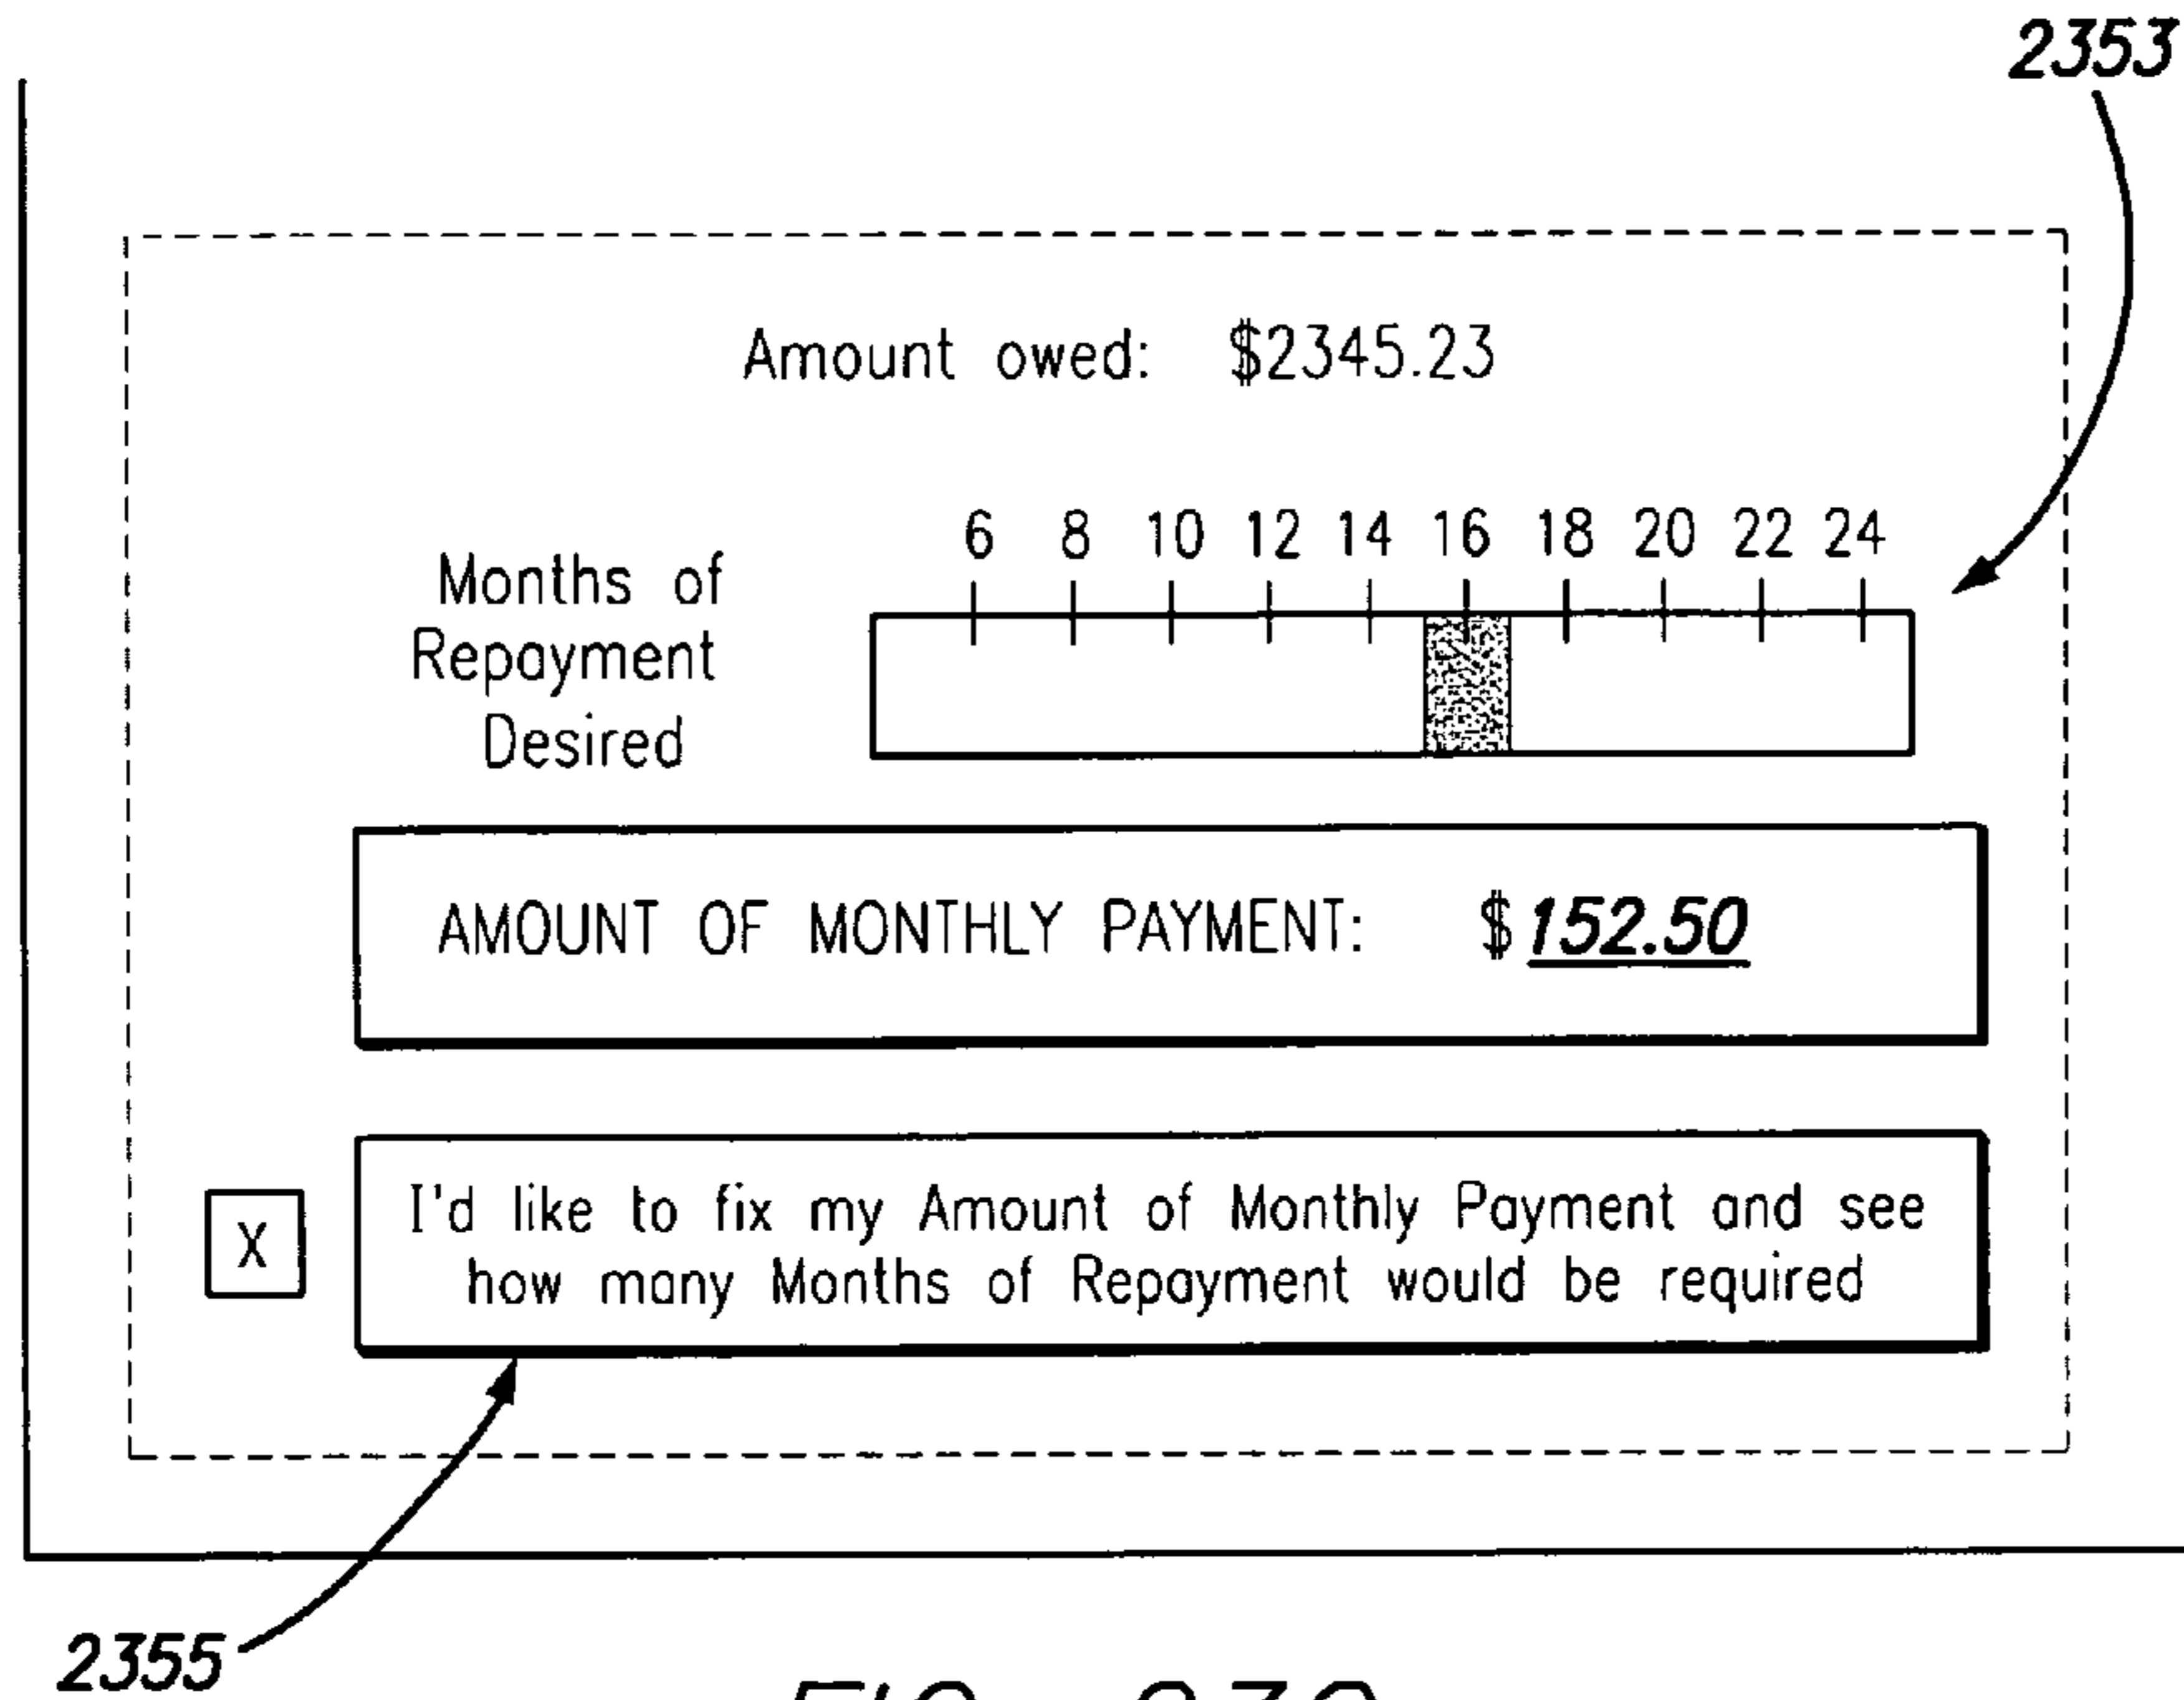 2353
Amount owed: $2345.23
6 8 10 12 14 16 18 20 22 24
Months of
Repayment
Desired
AMOUNT OF MONTHLY PAYMENT: $152.50
X
I'd like to fix my Amount of Monthly Payment and see
how many Months of Repayment would be required
2355